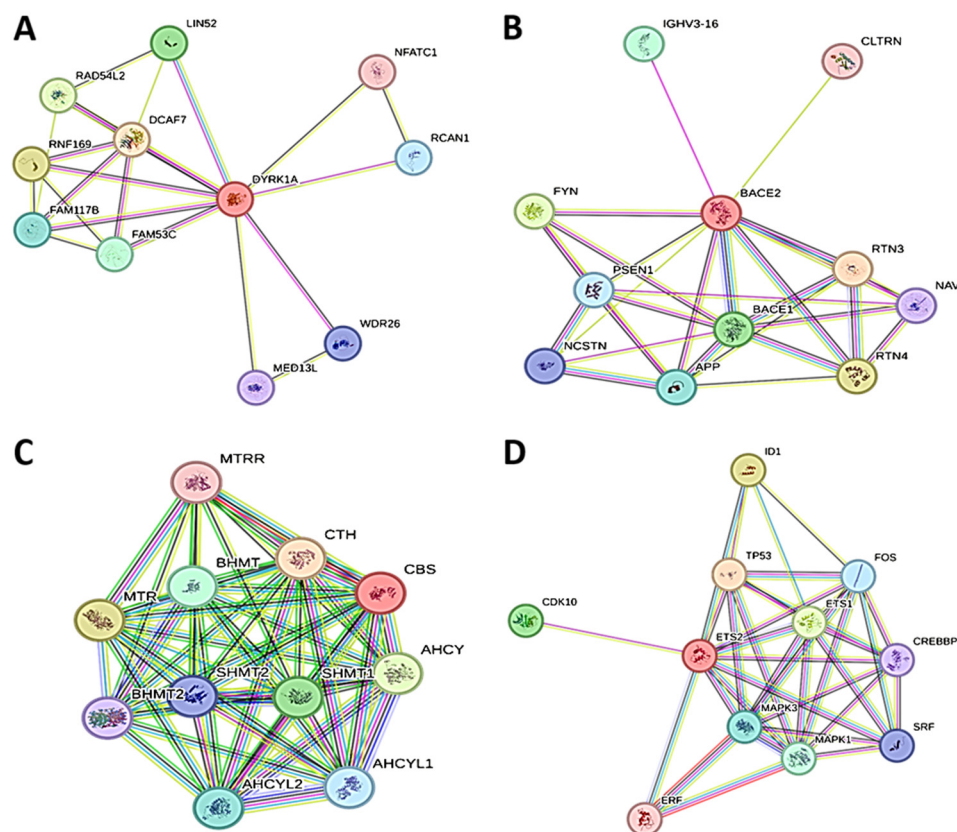 A
LIN52
NFATC1
RAD54L2
DCAF7
RNF169
RCAN1
DYRK1A
FAM117B
FAM53C
WDR26
MED13L
B
IGHV3-16
CLTRN
FYN
BACE2
PSEN1
RTN3
NAV
BACE1
NCSTN
APP
RTN4
C
MTRR
CTH
BHMT
CBS
MTR
AHCY
SHMT2
SHMT1
BHMT2
AHCYL1
AHCYL2
D
ID1
TP53
FOS
CDK10
ETS1
ETS2
CREBBP
MAPK3
SRF
MAPK1
ERF